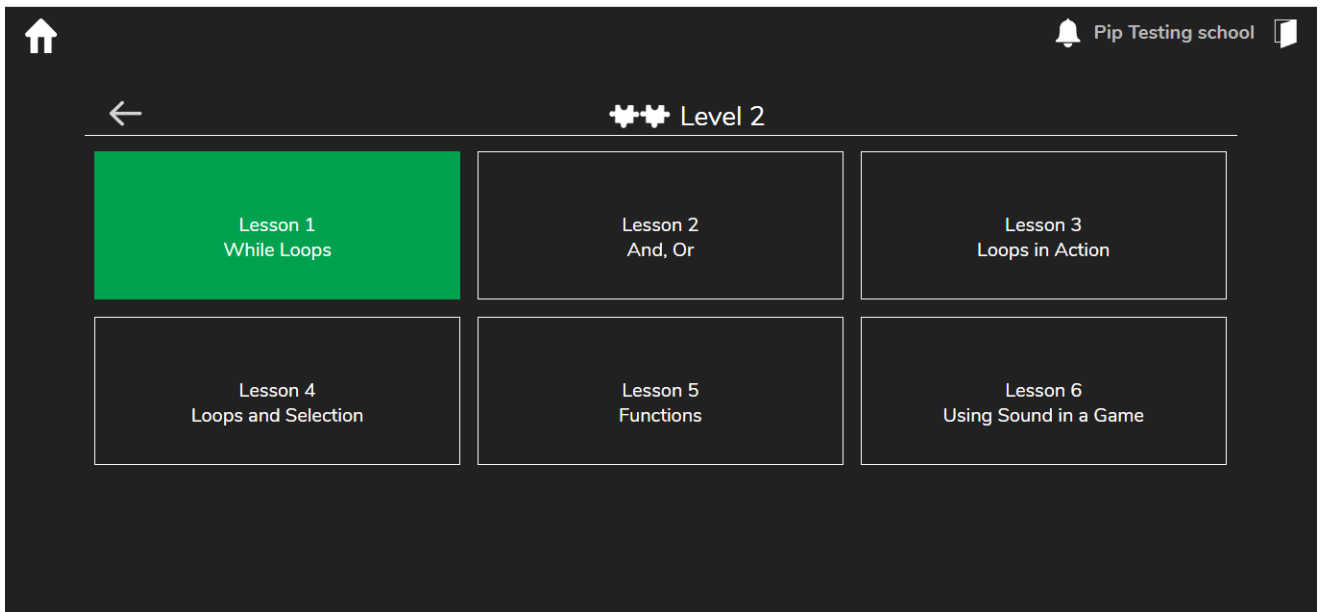 Pip Testing school
Level 2
Lesson 1
While Loops
Lesson 2
And, Or
Lesson 3
Loops in Action
Lesson 4
Loops and Selection
Lesson 5
Functions
Lesson 6
Using Sound in a Game